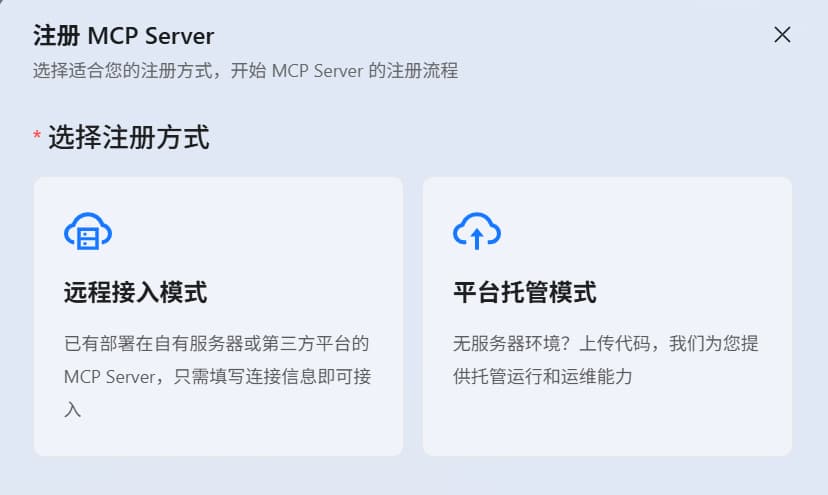 注册 MCP Server
选择适合您的注册方式，开始 MCP Server 的注册流程
* 选择注册方式
远程接入模式
已有部署在自有服务器或第三方平台的
MCP Server，只需填写连接信息即可接
入
平台托管模式
无服务器环境？上传代码，我们为您提
供托管运行和运维能力